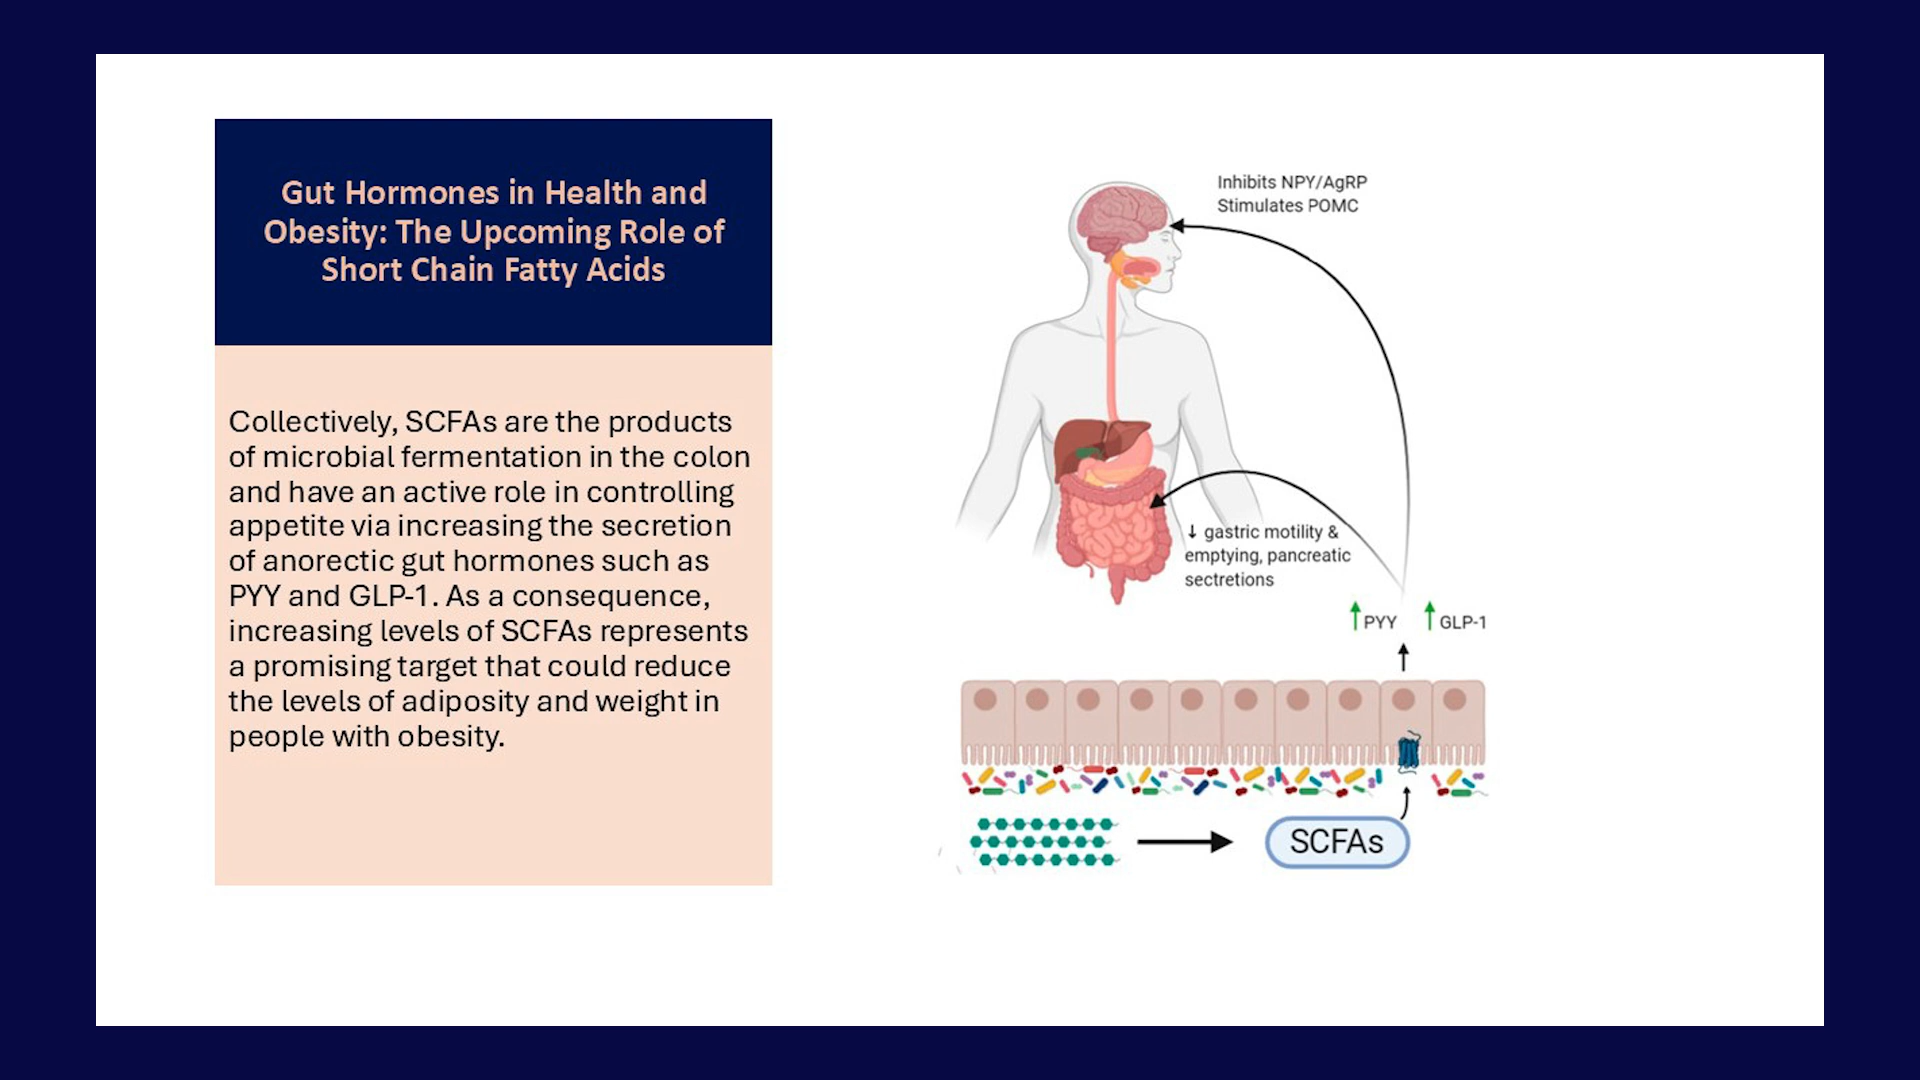 Gut Hormones in Health and
Obesity: The Upcoming Role of
Short Chain Fatty Acids
Collectively, SCFAs are the products
of microbial fermentation in the colon
and have an active role in controlling
appetite via increasing the secretion
of anorectic gut hormones such as
PYY and GLP-1. As a consequence,
increasing levels of SCFAs represents
a promising target that could reduce
the levels of adiposity and weight in
people with obesity.
Inhibits NPY/AgRP
Stimulates POMC
↓ gastric motility &
emptying, pancreatic
sectretions
↑ PYY ↑ GLP-1
SCFAs